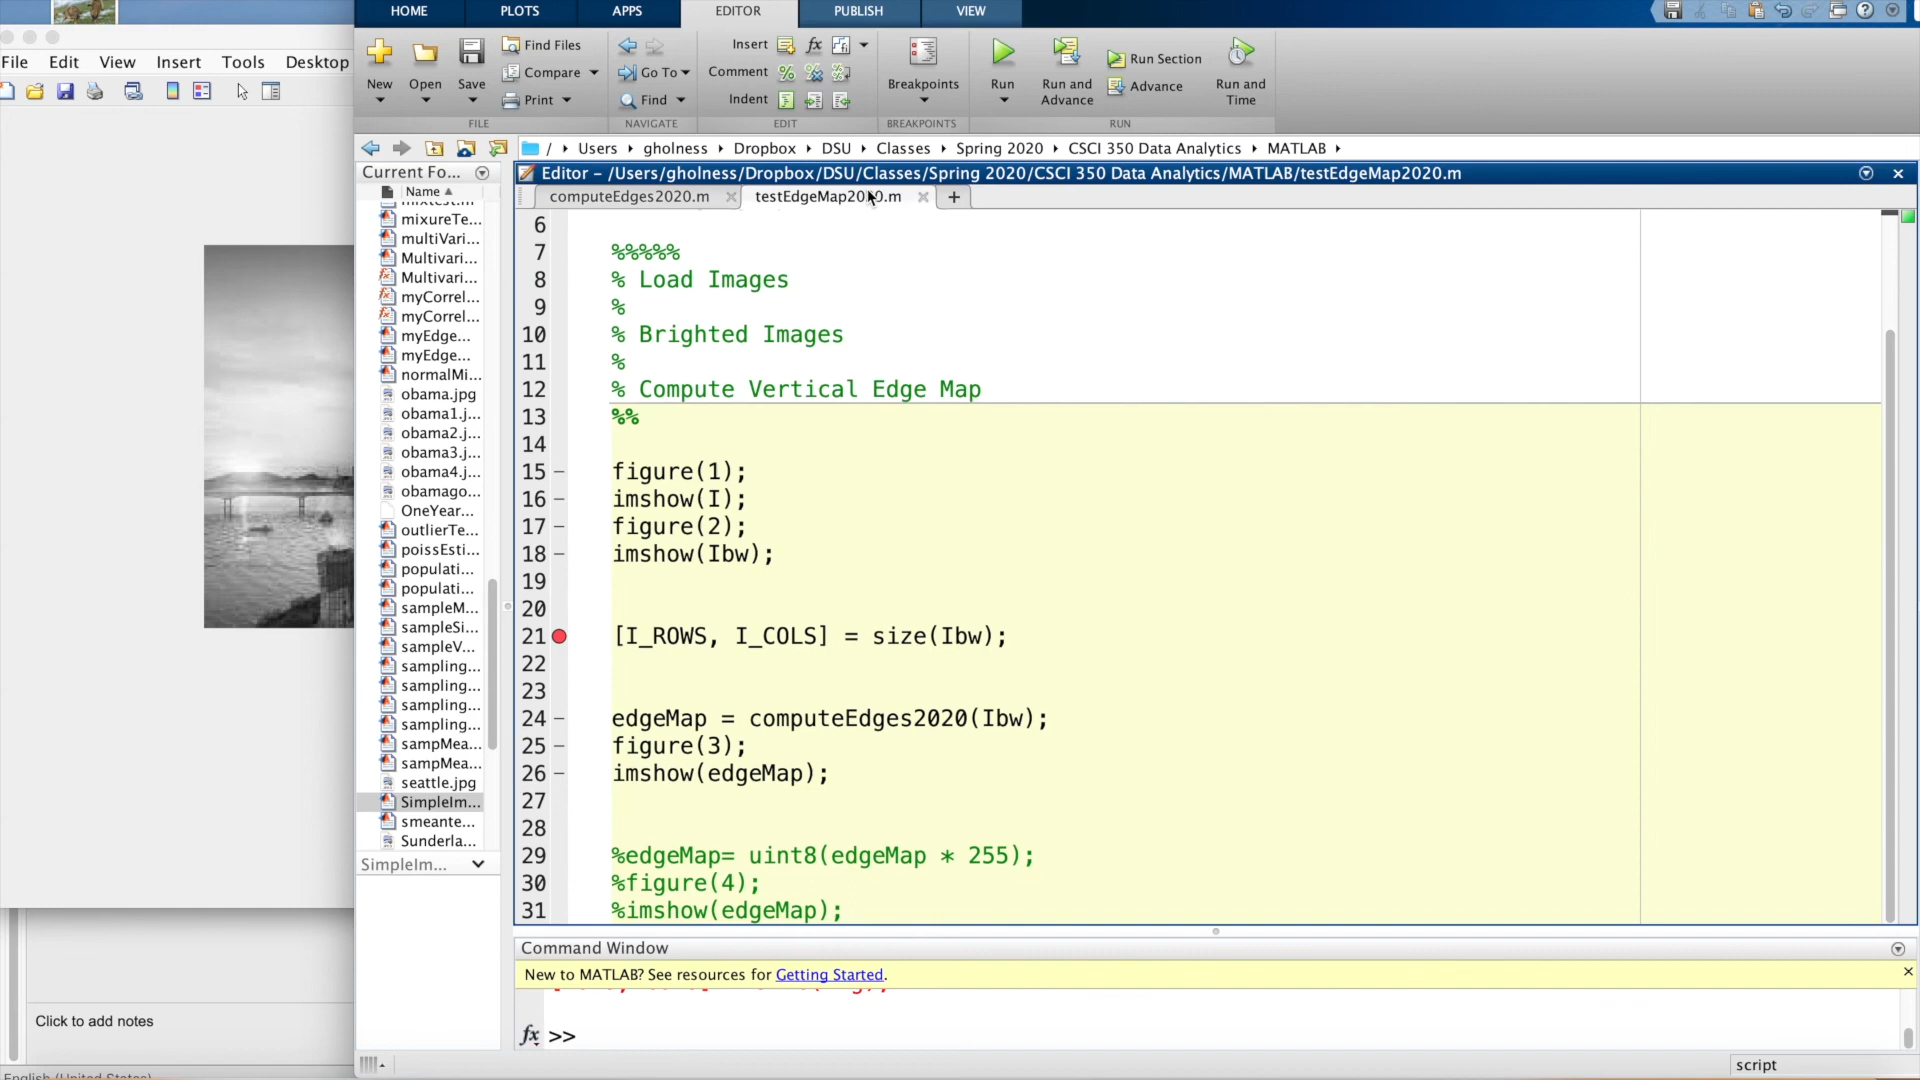 HOME PLOTS APPS EDITOR PUBLISH VIEW
File Edit View Insert Tools Desktop
New Open Save
Find Files
Compare
Print
FILE
Go To
Find
NAVIGATE
Insert
Comment
Indent
EDIT
Breakpoints
BREAKPOINTS
Run
Run and Advance
Run Section
Advance
Run and Time
RUN
/ Users gholness Dropbox DSU Classes Spring 2020 CSCI 350 Data Analytics MATLAB
Current Fo...
Name
mixtest.m
mixureTe...
multiVari...
Multivari...
Multivari...
myCorrel...
myCorrel...
myEdge...
myEdge...
normalMi...
obama.jpg
obama1.j...
obama2.j...
obama3.j...
obama4.j...
obamago...
OneYear...
outlierTe...
poissEsti...
populati...
populati...
sampleM...
sampleSi...
sampleV...
sampling...
sampling...
sampling...
sampling...
sampMea...
sampMea...
seattle.jpg
SimpleIm...
smeante...
Sunderla...
SimpleIm...
Editor – /Users/gholness/Dropbox/DSU/Classes/Spring 2020/CSCI 350 Data Analytics/MATLAB/testEdgeMap2020.m
computeEdges2020.m testEdgeMap2020.m +
6
7 %%%%%
8 % Load Images
9 %
10 % Brighted Images
11 %
12 % Compute Vertical Edge Map
13 %%
14
15 – figure(1);
16 – imshow(I);
17 – figure(2);
18 – imshow(Ibw);
19
20
21 [I_ROWS, I_COLS] = size(Ibw);
22
23
24 – edgeMap = computeEdges2020(Ibw);
25 – figure(3);
26 – imshow(edgeMap);
27
28
29 %edgeMap= uint8(edgeMap * 255);
30 %figure(4);
31 %imshow(edgeMap);
Command Window
New to MATLAB? See resources for Getting Started.
fx >>
script
Click to add notes
English (United States)